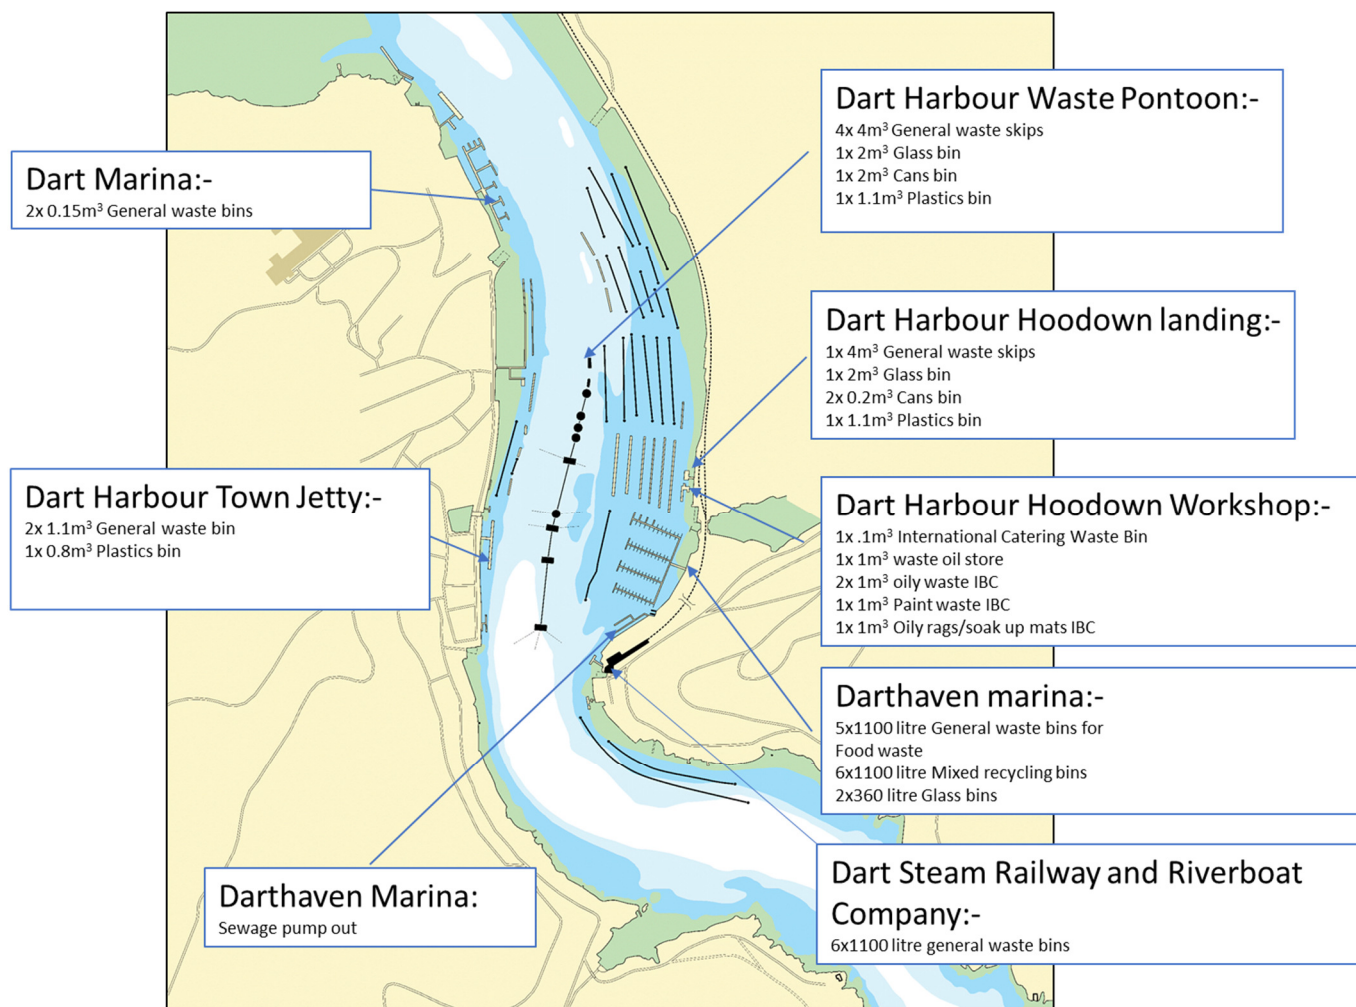 Dart Marina:-
2x 0.15m³ General waste bins
Dart Harbour Town Jetty:-
2x 1.1m³ General waste bin
1x 0.8m³ Plastics bin
Darthaven Marina:
Sewage pump out
Dart Harbour Waste Pontoon:-
4x 4m³ General waste skips
1x 2m³ Glass bin
1x 2m³ Cans bin
1x 1.1m³ Plastics bin
Dart Harbour Hoodown landing:-
1x 4m³ General waste skips
1x 2m³ Glass bin
2x 0.2m³ Cans bin
1x 1.1m³ Plastics bin
Dart Harbour Hoodown Workshop:-
1x .1m³ International Catering Waste Bin
1x 1m³ waste oil store
2x 1m³ oily waste IBC
1x 1m³ Paint waste IBC
1x 1m³ Oily rags/soak up mats IBC
Darthaven marina:-
5x1100 litre General waste bins for
Food waste
6x1100 litre Mixed recycling bins
2x360 litre Glass bins
Dart Steam Railway and Riverboat
Company:-
6x1100 litre general waste bins